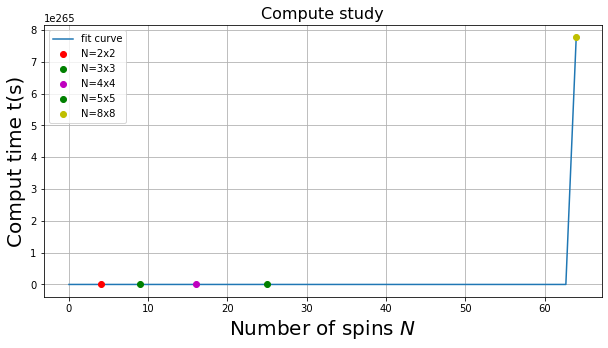 Compute study
1e265
8
7
6
5
4
3
2
1
0
Comput time t(s)
fit curve
N=2x2
N=3x3
N=4x4
N=5x5
N=8x8
0 10 20 30 40 50 60
Number of spins N